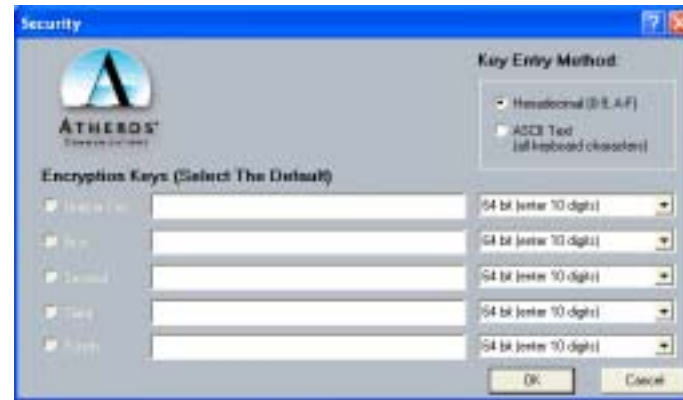 Security
Key Entry Method:
Hexadecimal (0-9, A-F)
ASCII Text
(all keyboard characters)
ATHEROS
Encryption Keys (Select The Default)
64 bit (enter 10 digits)
64 bit (enter 10 digits)
Second
64 bit (enter 10 digits)
64 bit (enter 10 digits)
64 bit (enter 10 digits)
OK
Cancel